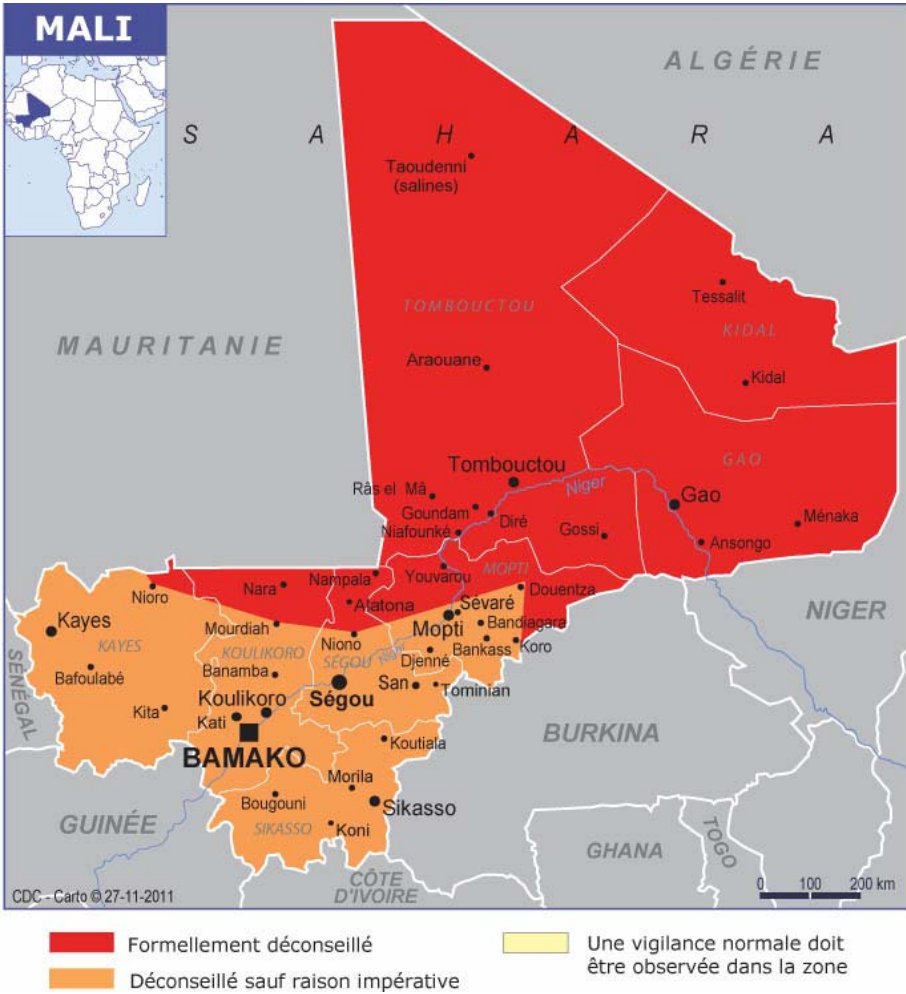 MALI
ALGÉRIE
S A H A R A
Taoudenni
(salines)
TOMBOUCTOU
Tessalit
KIDAL
MAURITANIE
Araouane
Kidal
GAO
Tombouctou
Niger
Râs el Mâ
Gao
Goundam
Diré
Ménaka
Niafounké
Gossi
Ansongo
Nampala
Youvarou
MOPTI
Nara
Douentza
Nioro
Atatona
Sévaré
NIGER
Kayes
Mourdiah
Mopti
Bandiagara
KAYES
KOULIKORO
Niono
Bankass
Koro
SÉGOU
Niger
Djenné
SÉNÉGAL
Bafoulabé
Banamba
Ségou
San
Tominian
Koulikoro
Kita
Kati
BAMAKO
Koutiala
BURKINA
Morila
Bougouni
Sikasso
GUINÉE
SIKASSO
Koni
GHANA
TOGO
CÔTE
D'IVOIRE
CDC - Carto © 27-11-2011
0 100 200 km
Formellement déconseillé
Déconseillé sauf raison impérative
Une vigilance normale doit
être observée dans la zone